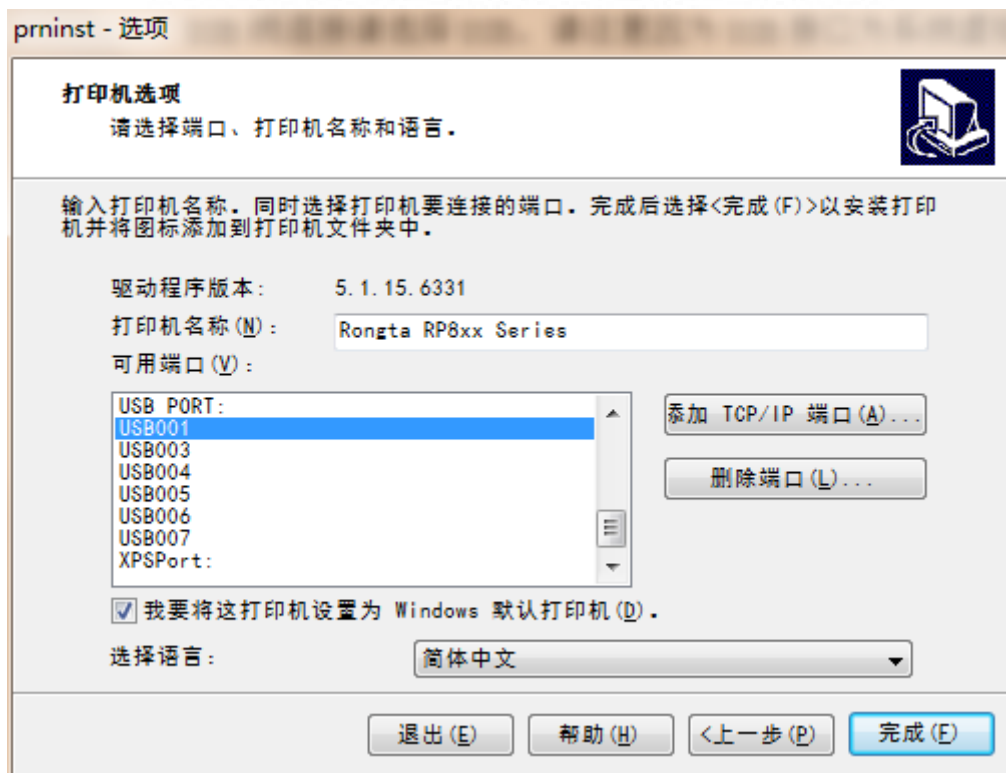 prninst - 选项
打印机选项
请选择端口、打印机名称和语言.
输入打印机名称.同时选择打印机要连接的端口.完成后选择<完成(F)>以安装打印
机并将图标添加到打印机文件夹中.
驱动程序版本: 5.1.15.6331
打印机名称(N): Rongta RP8xx Series
可用端口(V):
USB PORT:
USB001
USB003
USB004
USB005
USB006
USB007
XPSPort:
添加 TCP/IP 端口(A)...
删除端口(L)...
我要将这打印机设置为 Windows 默认打印机(D).
选择语言: 简体中文
退出(E) 帮助(H) <上一步(P) 完成(F)